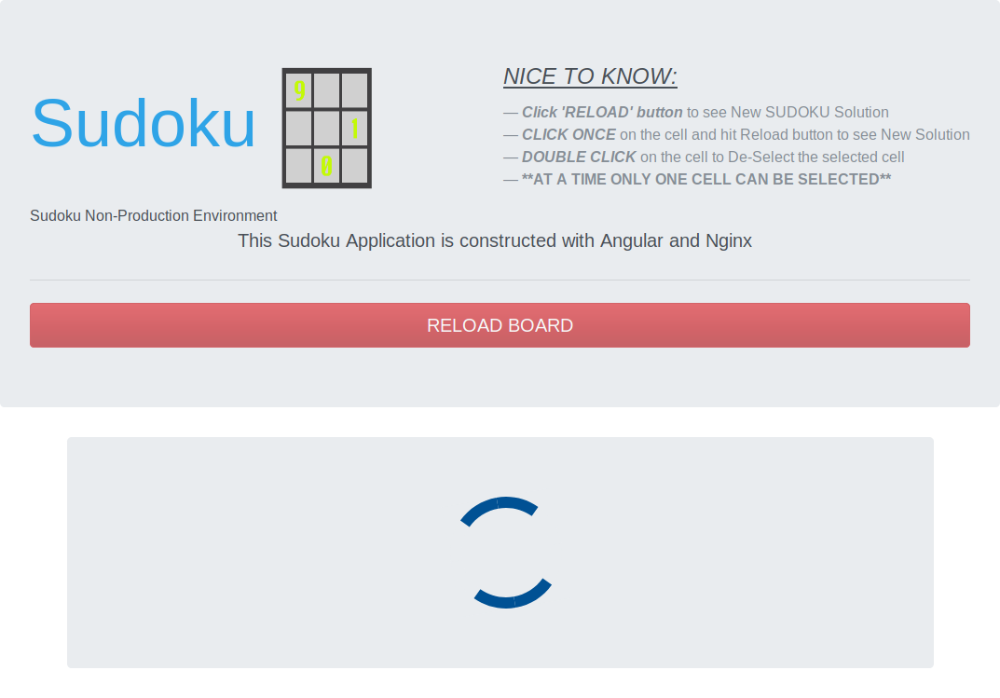 Sudoku
9
1
8
NICE TO KNOW:
— Click 'RELOAD' button to see New SUDOKU Solution
— CLICK ONCE on the cell and hit Reload button to see New Solution
— DOUBLE CLICK on the cell to De-Select the selected cell
— **AT A TIME ONLY ONE CELL CAN BE SELECTED**
Sudoku Non-Production Environment
This Sudoku Application is constructed with Angular and Nginx
RELOAD BOARD